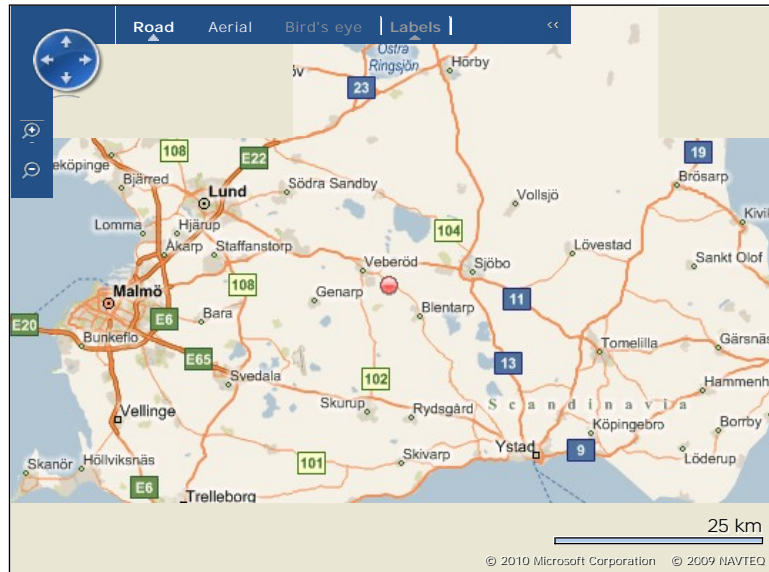 Road Aerial Bird's eye Labels «
Östra
Ringsjön
Hörby
öv
23
108
E22
19
eköpinge
Bjärred
Lund
Södra Sandby
Brösarp
Vollsjö
Lomma
Hjärup
104
Kivik
Åkarp
Staffanstorp
Lövestad
Sankt Olof
Veberöd
Sjöbo
Malmö
108
Genarp
11
Blentarp
E20
E6
Bara
Bunkeflo
E65
13
Tomelilla
Gärsnäs
Svedala
102
Hammenh
Vellinge
Skurup
Rydsgård
Scandinavia
Köpingebro
Borrby
Ystad
9
Löderup
Skanör
Höllviksnäs
101
Skivarp
E6
Trelleborg
25 km
© 2010 Microsoft Corporation © 2009 NAVTEQ